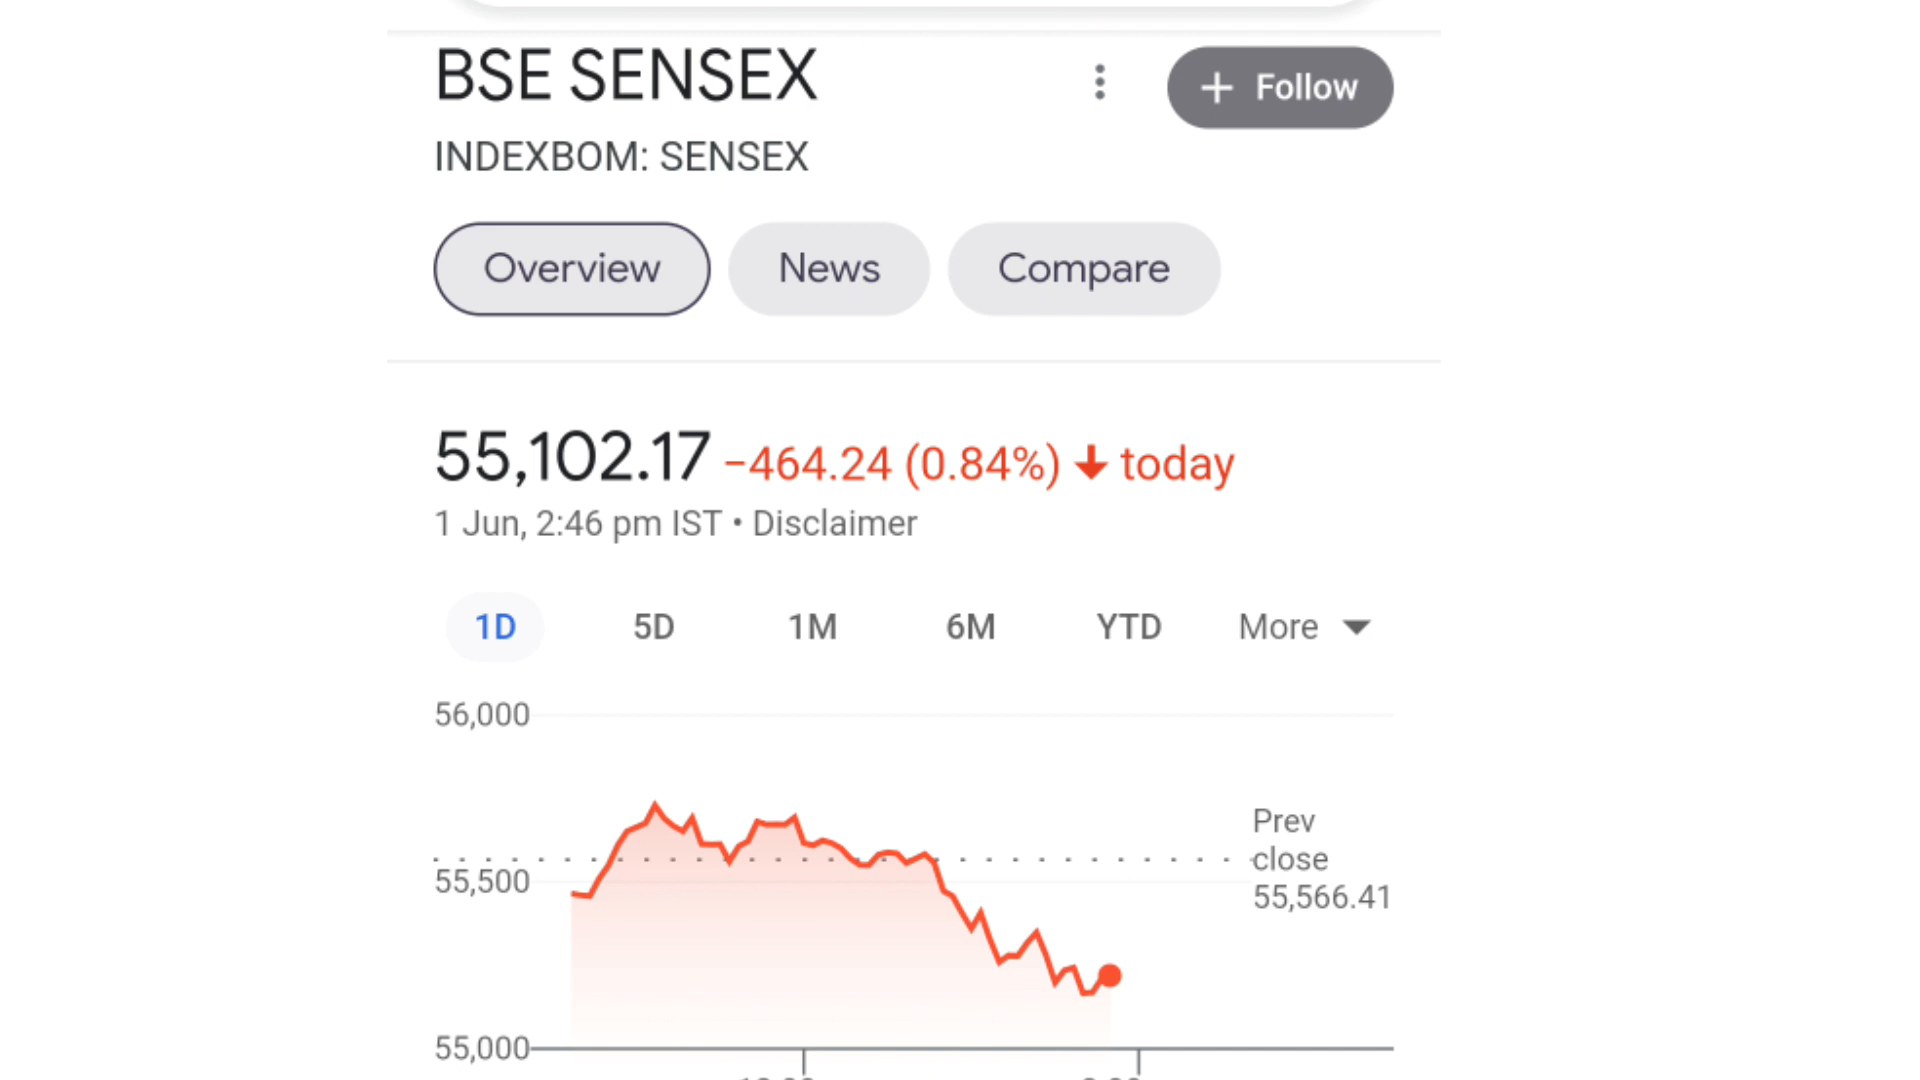 BSE SENSEX
+ Follow
INDEXBOM: SENSEX
Overview
News
Compare
55,102.17 −464.24 (0.84%) ↓ today
1 Jun, 2:46 pm IST • Disclaimer
1D 5D 1M 6M YTD More
56,000
Prev
close
55,566.41
55,500
55,000